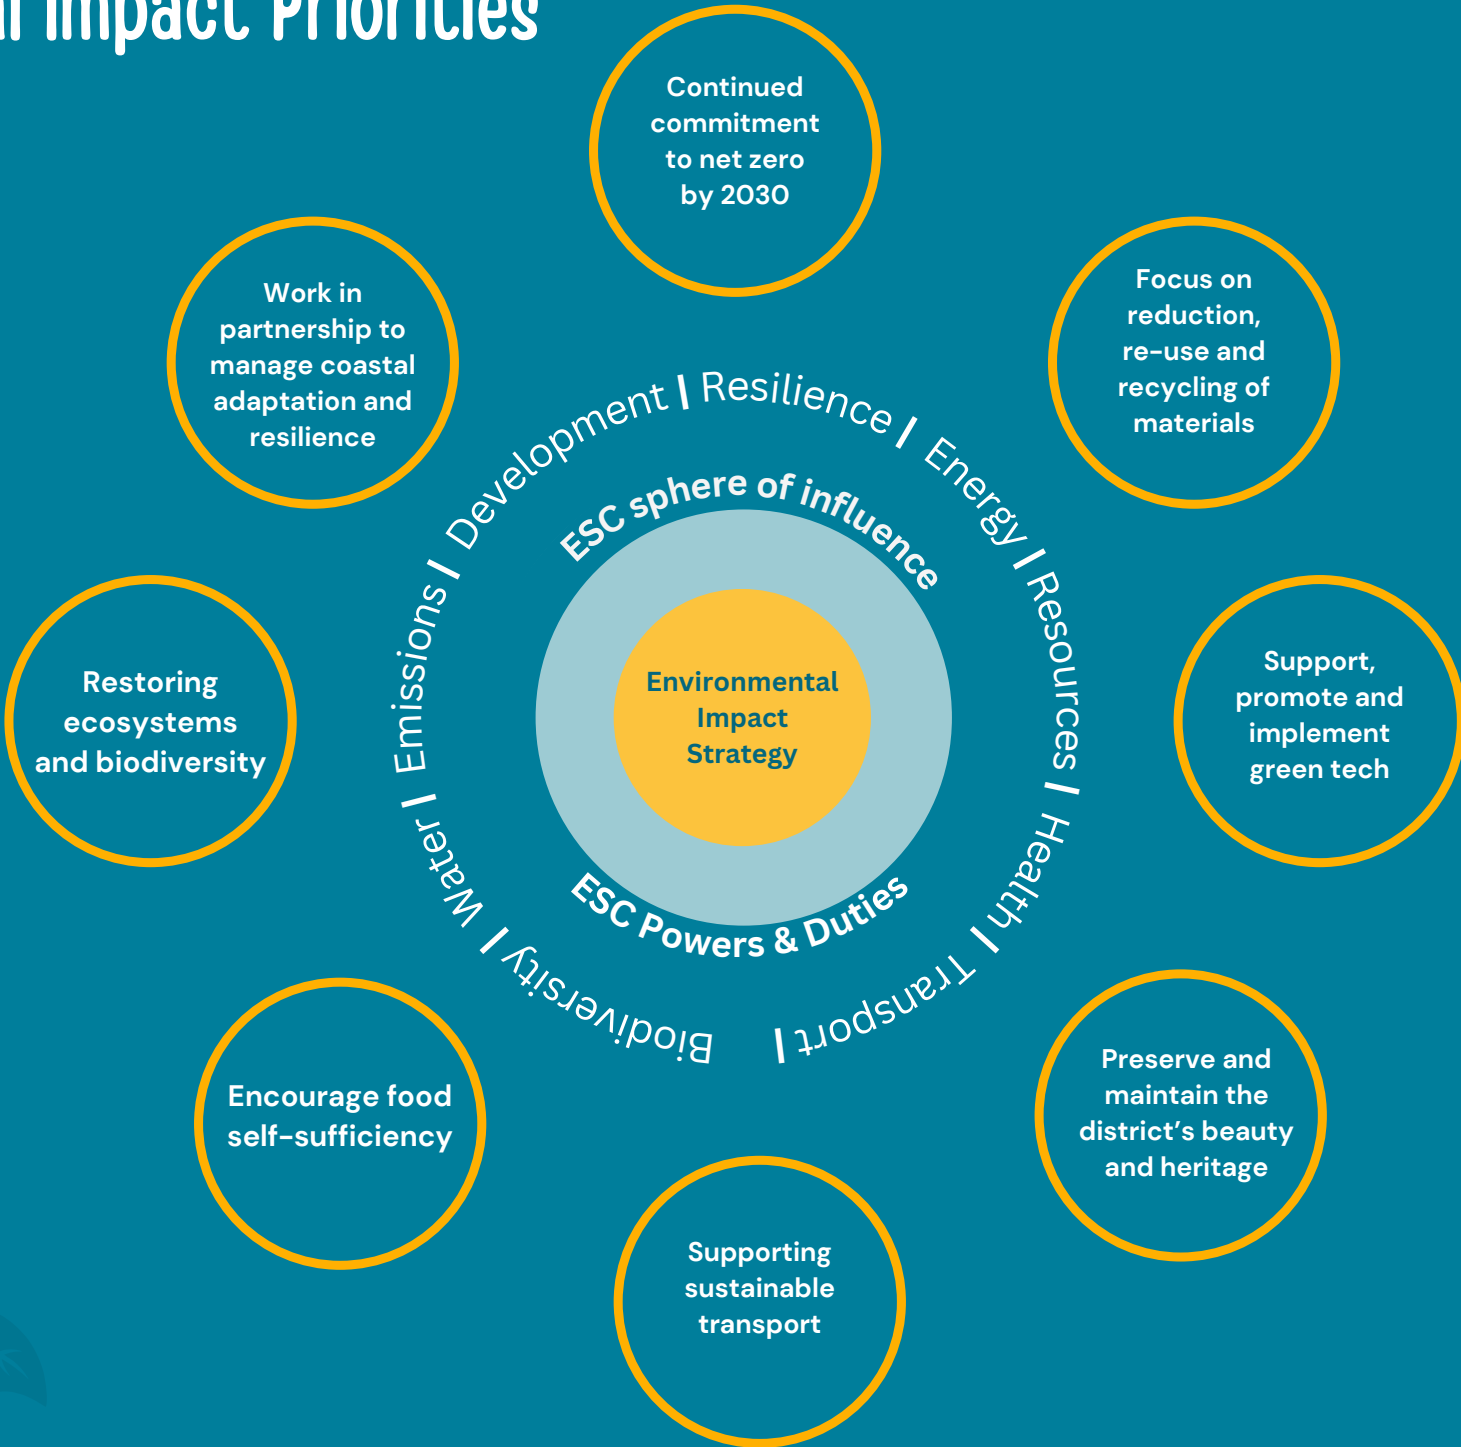 Impact Priorities
Continued
commitment
to net zero
by 2030
Focus on
reduction,
re-use and
recycling of
materials
Support,
promote and
implement
green tech
Preserve and
maintain the
district's beauty
and heritage
Supporting
sustainable
transport
Encourage food
self-sufficiency
Restoring
ecosystems
and biodiversity
Work in
partnership to
manage coastal
adaptation and
resilience
Biodiversity | Water | Emissions | Development | Resilience | Energy | Resources | Health | Transport |
ESC sphere of influence
Environmental
Impact
Strategy
ESC Powers & Duties